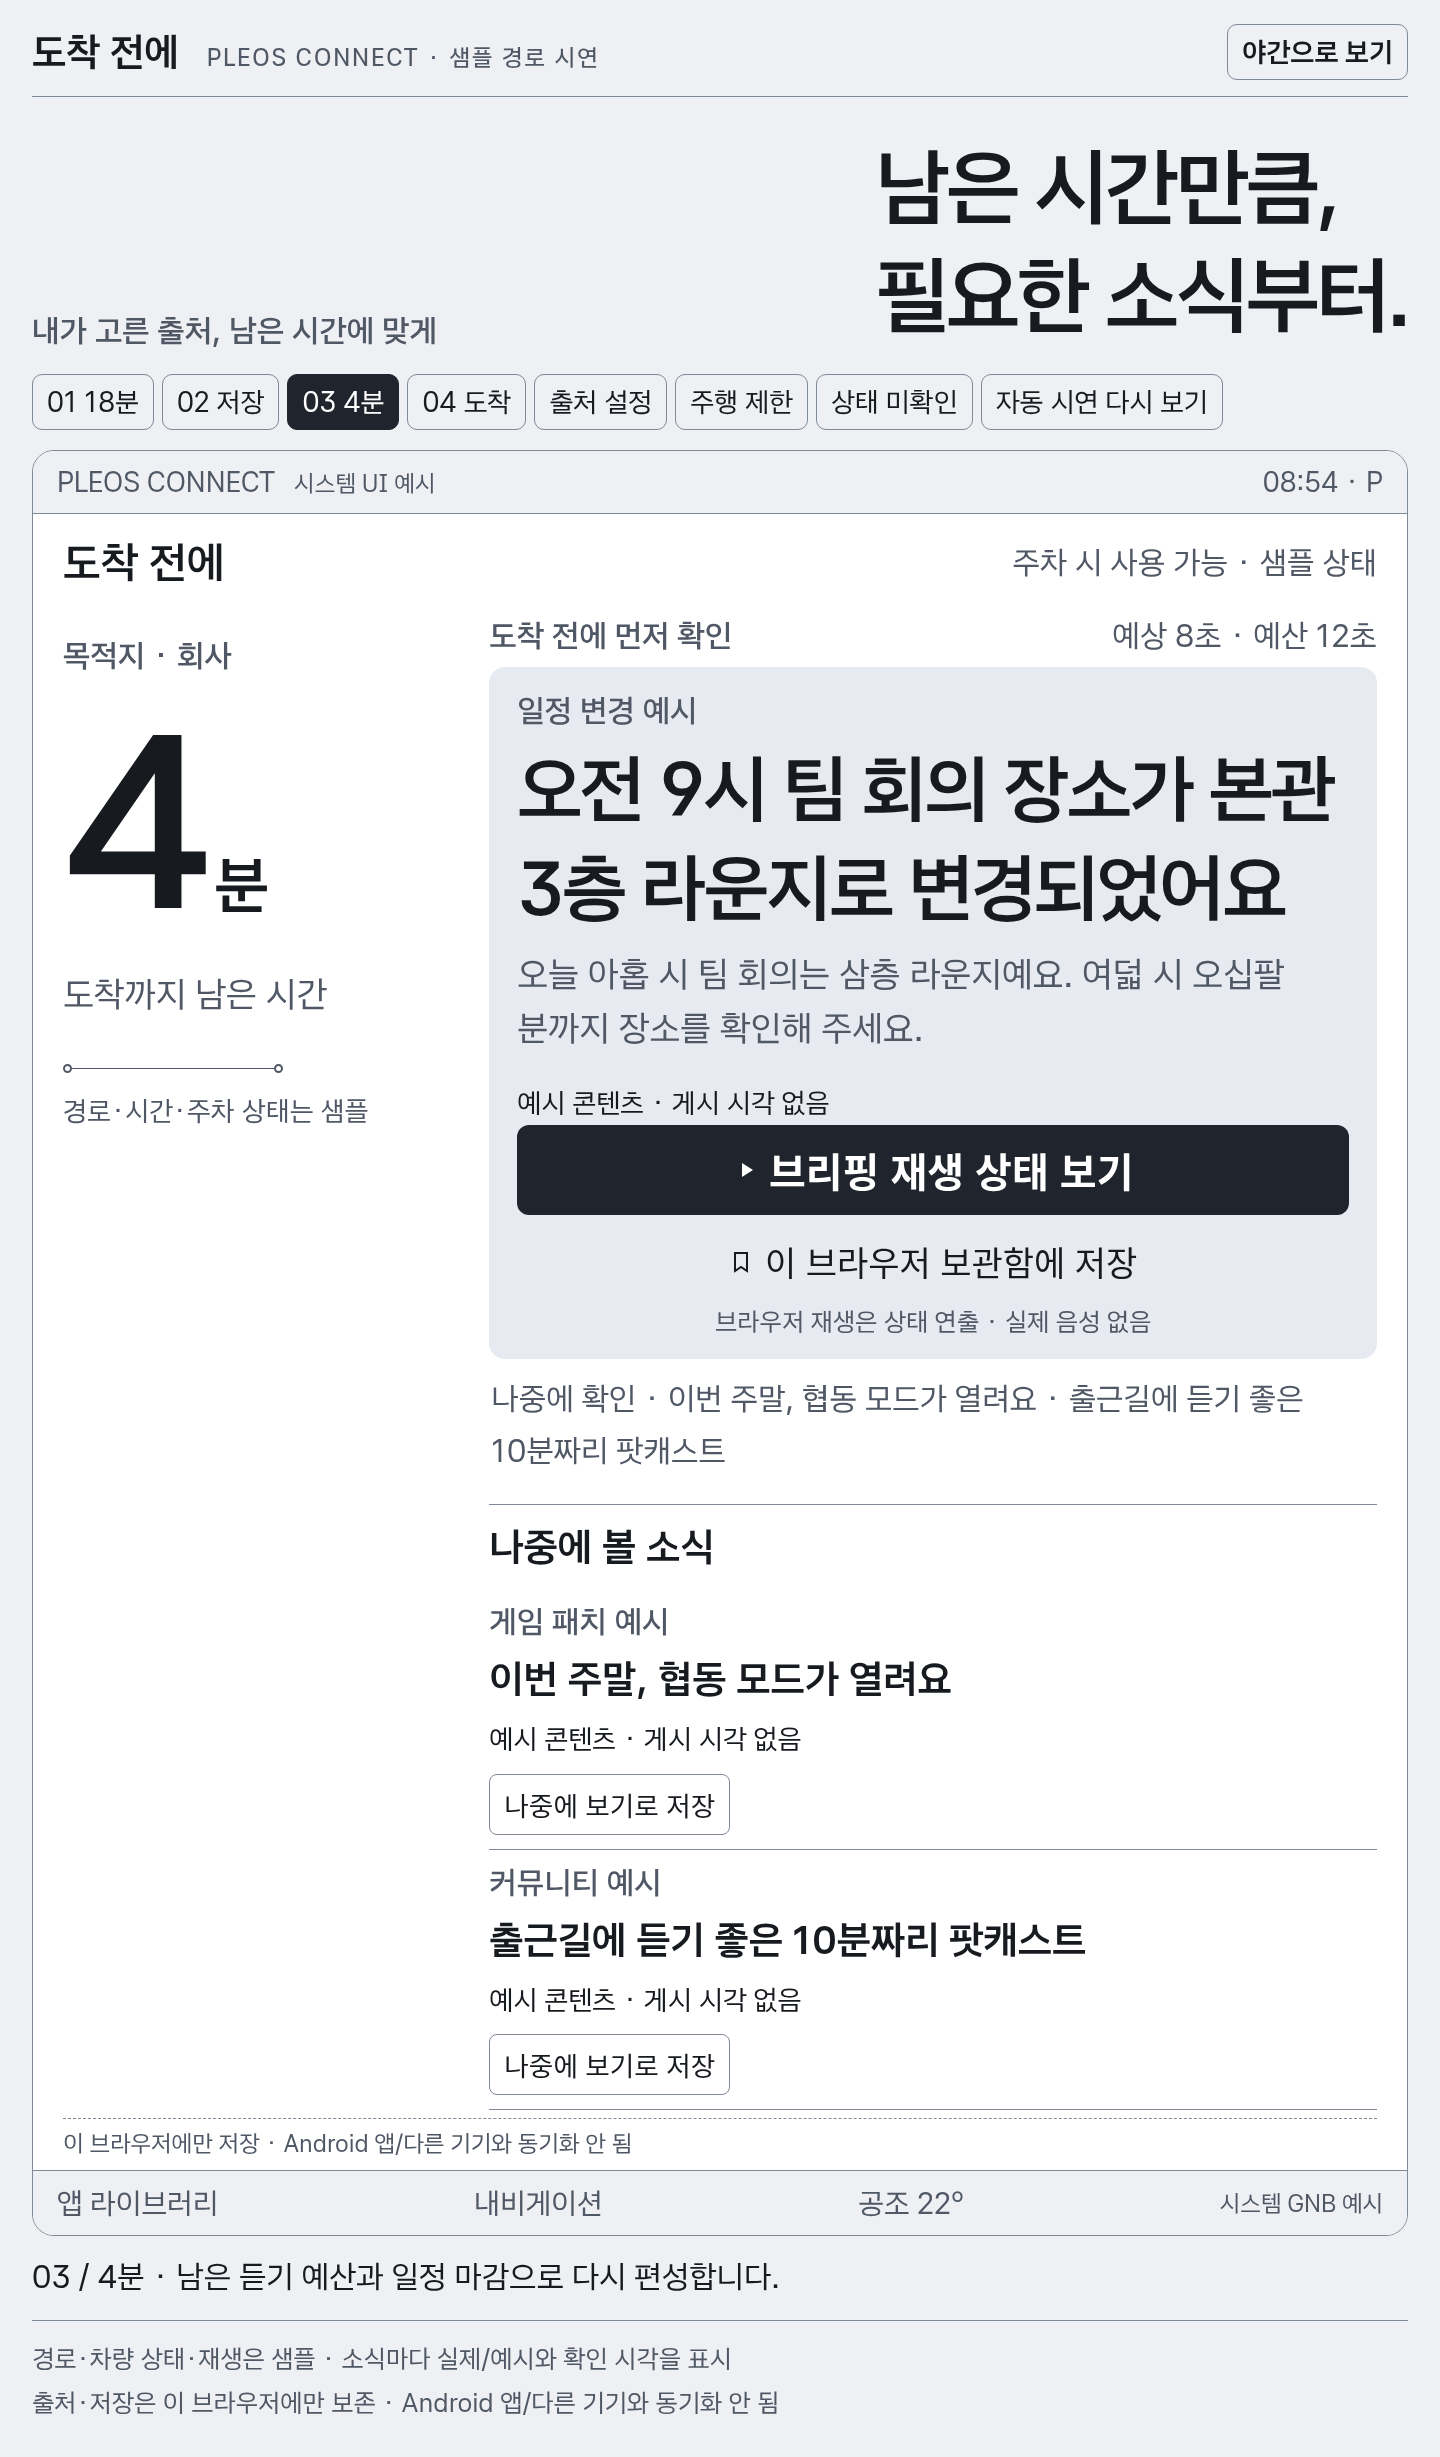 도착 전에 PLEOS CONNECT · 샘플 경로 시연
야간으로 보기
남은 시간만큼,
필요한 소식부터.
내가 고른 출처, 남은 시간에 맞게
01 18분
02 저장
03 4분
04 도착
출처 설정
주행 제한
상태 미확인
자동 시연 다시 보기
PLEOS CONNECT 시스템 UI 예시
08:54 · P
도착 전에
주차 시 사용 가능 · 샘플 상태
목적지 · 회사
4분
도착까지 남은 시간
경로·시간·주차 상태는 샘플
도착 전에 먼저 확인
예상 8초 · 예산 12초
일정 변경 예시
오전 9시 팀 회의 장소가 본관
3층 라운지로 변경되었어요
오늘 아홉 시 팀 회의는 삼층 라운지예요. 여덟 시 오십팔
분까지 장소를 확인해 주세요.
예시 콘텐츠 · 게시 시각 없음
브리핑 재생 상태 보기
이 브라우저 보관함에 저장
브라우저 재생은 상태 연출 · 실제 음성 없음
나중에 확인 · 이번 주말, 협동 모드가 열려요 · 출근길에 듣기 좋은
10분짜리 팟캐스트
나중에 볼 소식
게임 패치 예시
이번 주말, 협동 모드가 열려요
예시 콘텐츠 · 게시 시각 없음
나중에 보기로 저장
커뮤니티 예시
출근길에 듣기 좋은 10분짜리 팟캐스트
예시 콘텐츠 · 게시 시각 없음
나중에 보기로 저장
이 브라우저에만 저장 · Android 앱/다른 기기와 동기화 안 됨
앱 라이브러리
내비게이션
공조 22°
시스템 GNB 예시
03 / 4분 · 남은 듣기 예산과 일정 마감으로 다시 편성합니다.
경로·차량 상태·재생은 샘플 · 소식마다 실제/예시와 확인 시각을 표시
출처·저장은 이 브라우저에만 보존 · Android 앱/다른 기기와 동기화 안 됨